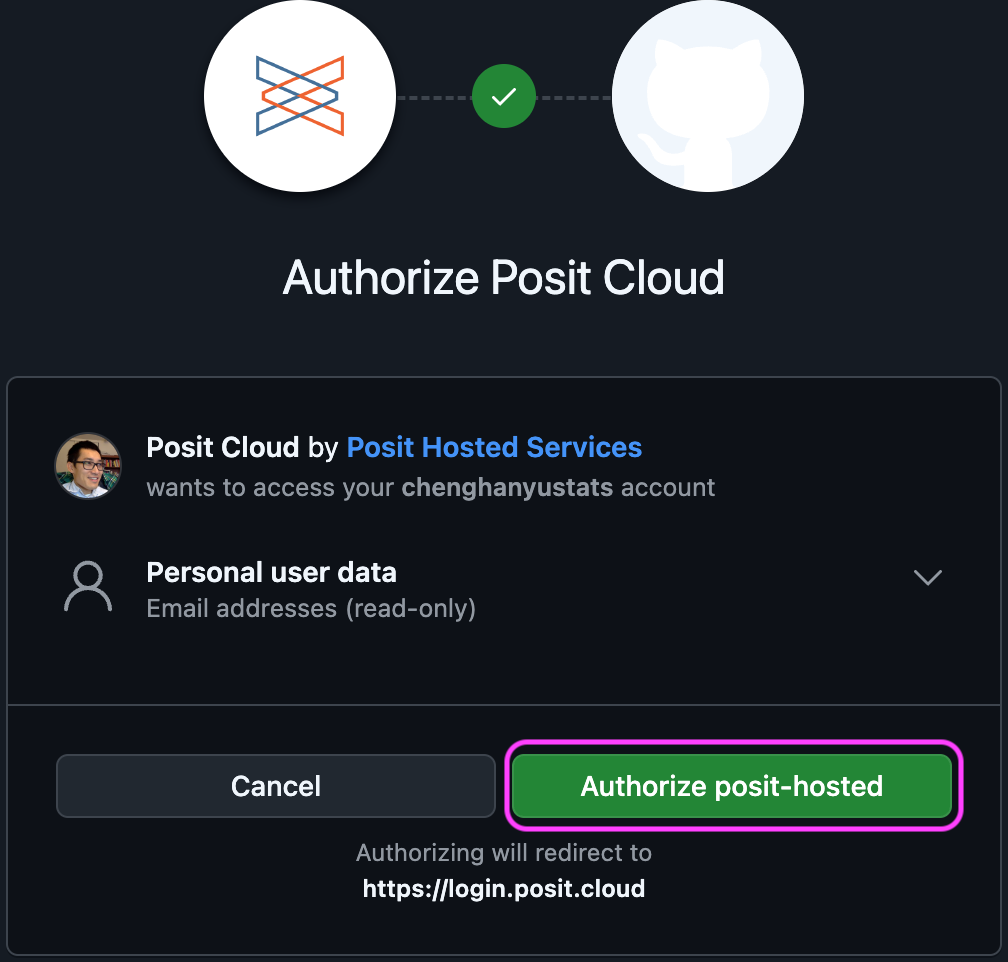 Authorize Posit Cloud
Posit Cloud by Posit Hosted Services
wants to access your chenghanyustats account
Personal user data
Email addresses (read-only)
Cancel
Authorize posit-hosted
Authorizing will redirect to
https://login.posit.cloud